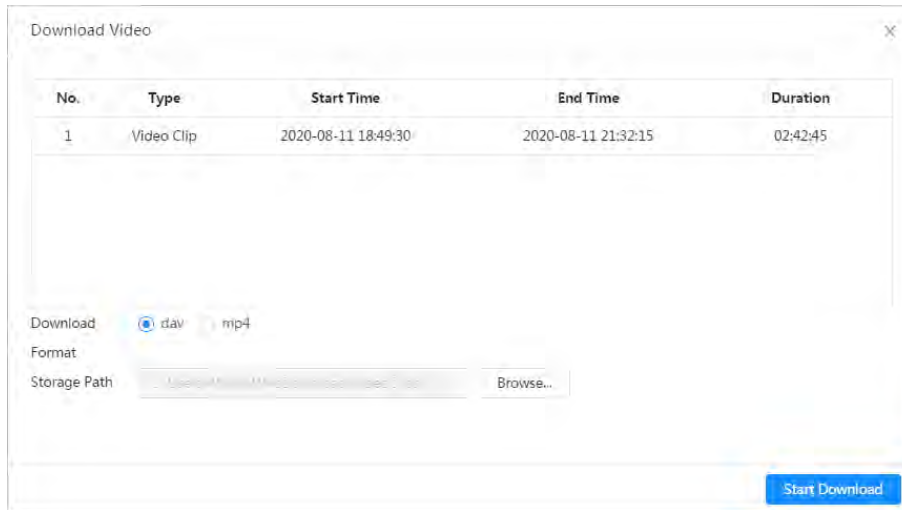 Download Video
No. Type Start Time End Time Duration
1 Video Clip 2020-08-11 18:49:30 2020-08-11 21:32:15 02:42:45
Download dav mp4
Format
Storage Path Browse...
Start Download